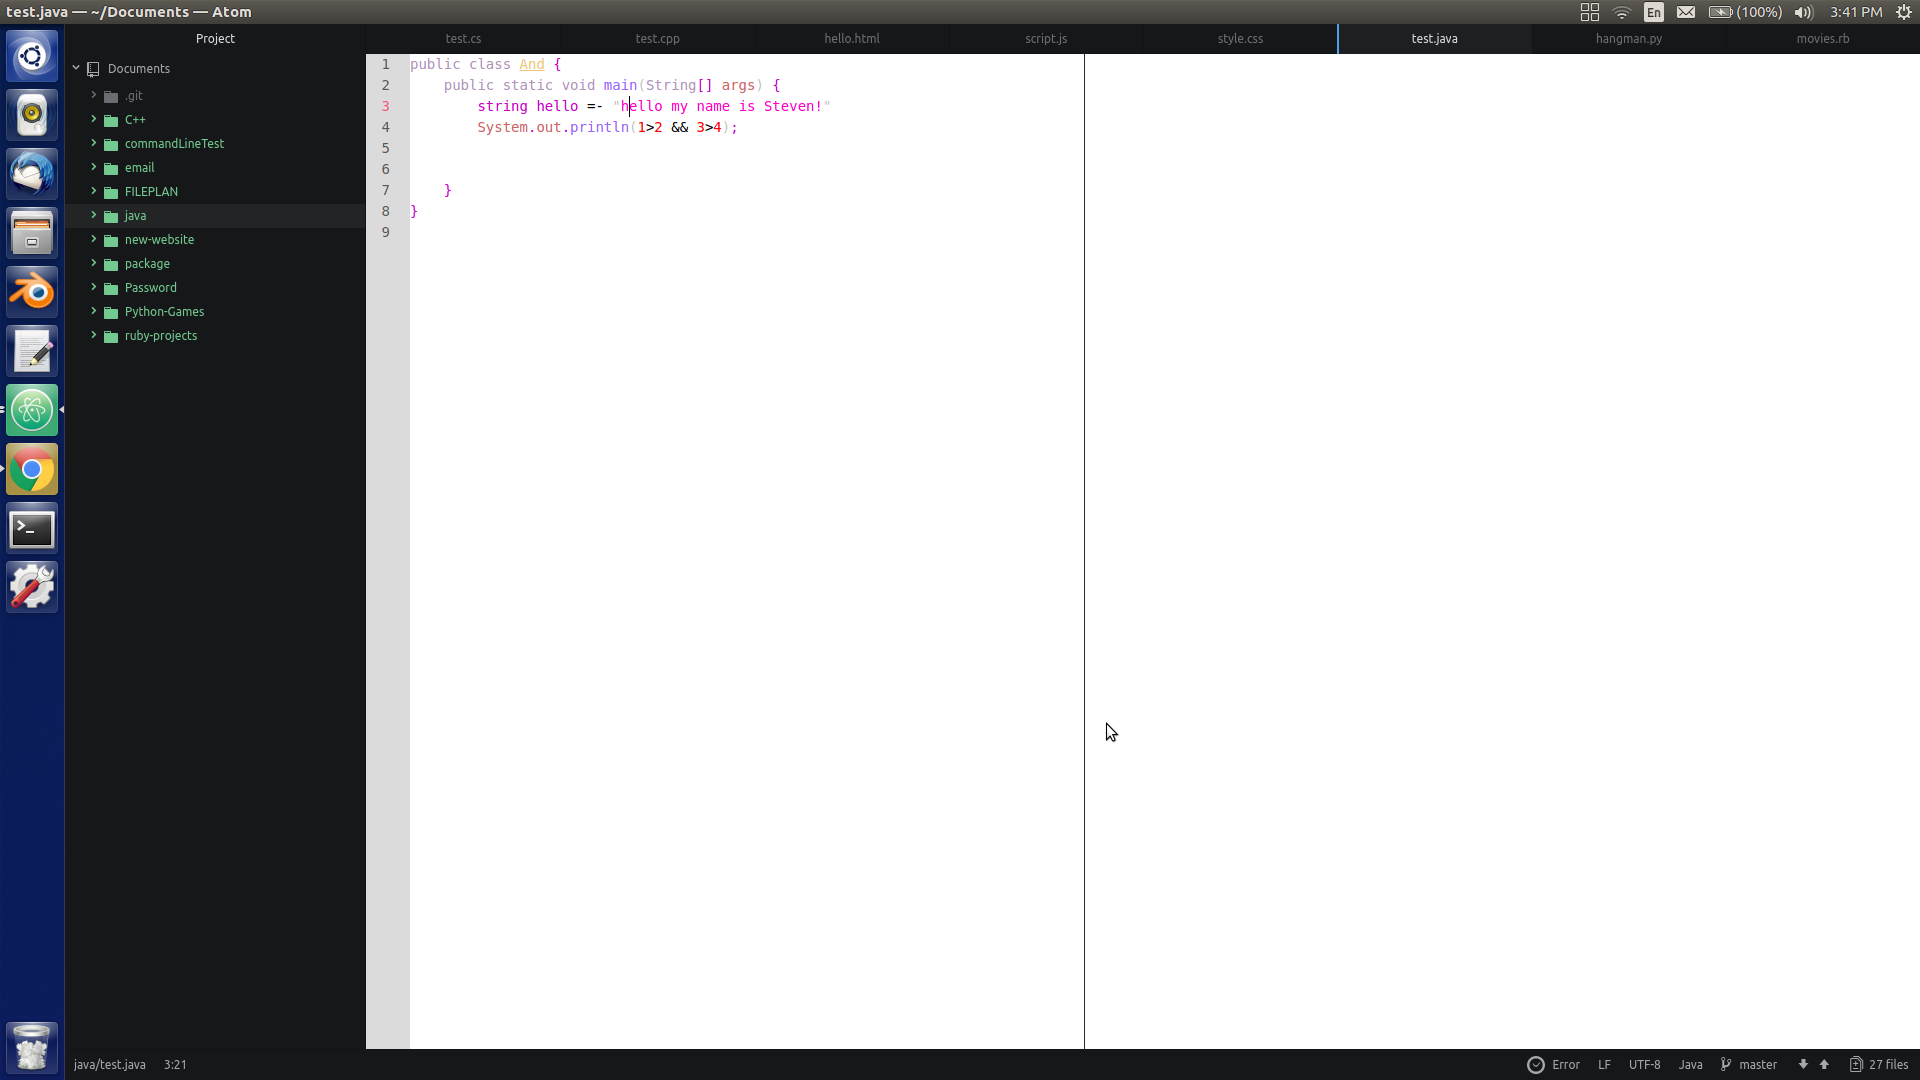 test.java — ~/Documents — Atom
En
(100%)
3:41 PM
Project
test.cs
test.cpp
hello.html
script.js
style.css
test.java
hangman.py
movies.rb
Documents
.git
C++
commandLineTest
email
FILEPLAN
java
new-website
package
Password
Python-Games
ruby-projects
1 public class And {
2 public static void main(String[] args) {
3 string hello =- "hello my name is Steven!"
4 System.out.println(1>2 && 3>4);
5
6
7 }
8 }
9
java/test.java 3:21
Error LF UTF-8 Java master 27 files